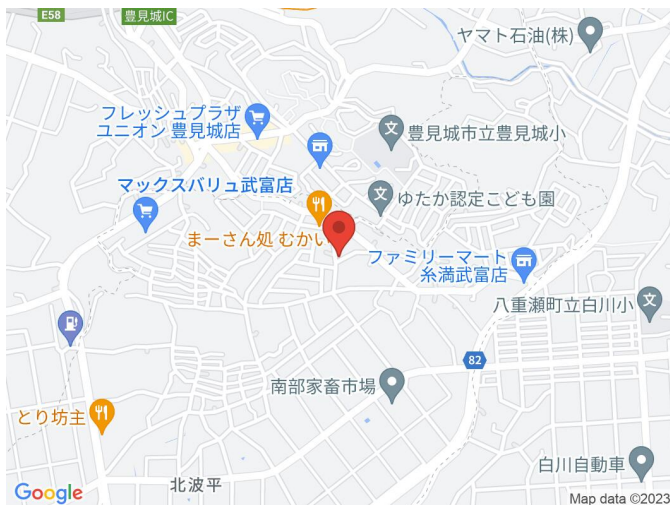 E58
豊見城IC
ヤマト石油(株)
フレッシュプラザ
ユニオン 豊見城店
豊見城市立豊見城小
マックスバリュ武富店
ゆたか認定こども園
まーさん処 むかい
ファミリーマート
糸満武富店
八重瀬町立白川小
82
南部家畜市場
とり坊主
白川自動車
北波平
Google
Map data ©2023